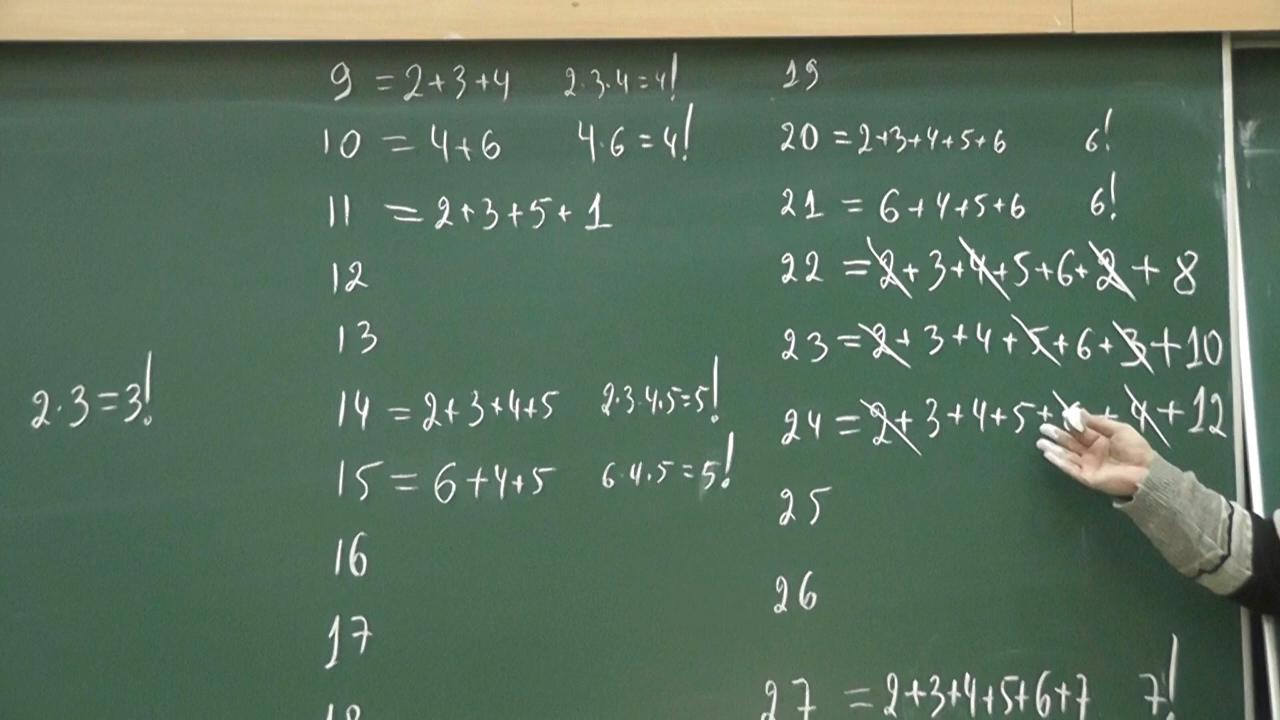 2·3=3!
9 =2+3+4 2·3·4=4!
10 = 4+6 4·6=4!
11 =2+3+5+1
12
13
14 =2+3+4+5 2·3·4·5=5!
15 =6+4+5 6·4·5=5!
16
17
18
19
20 =2+3+4+5+6 6!
21 = 6+4+5+6 6!
22 =2+3+4+5+6+2+8
23 =2+3+4+5+6+3+10
24 =2+3+4+5+ +4+12
25
26
27 =2+3+4+5+6+7 7!